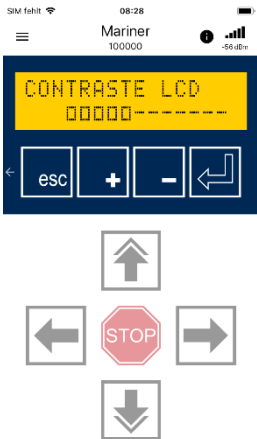 SIM fehlt 08:28
Mariner
100000
-56 dBm
CONTRASTE LCD
00000-------
esc + -
STOP